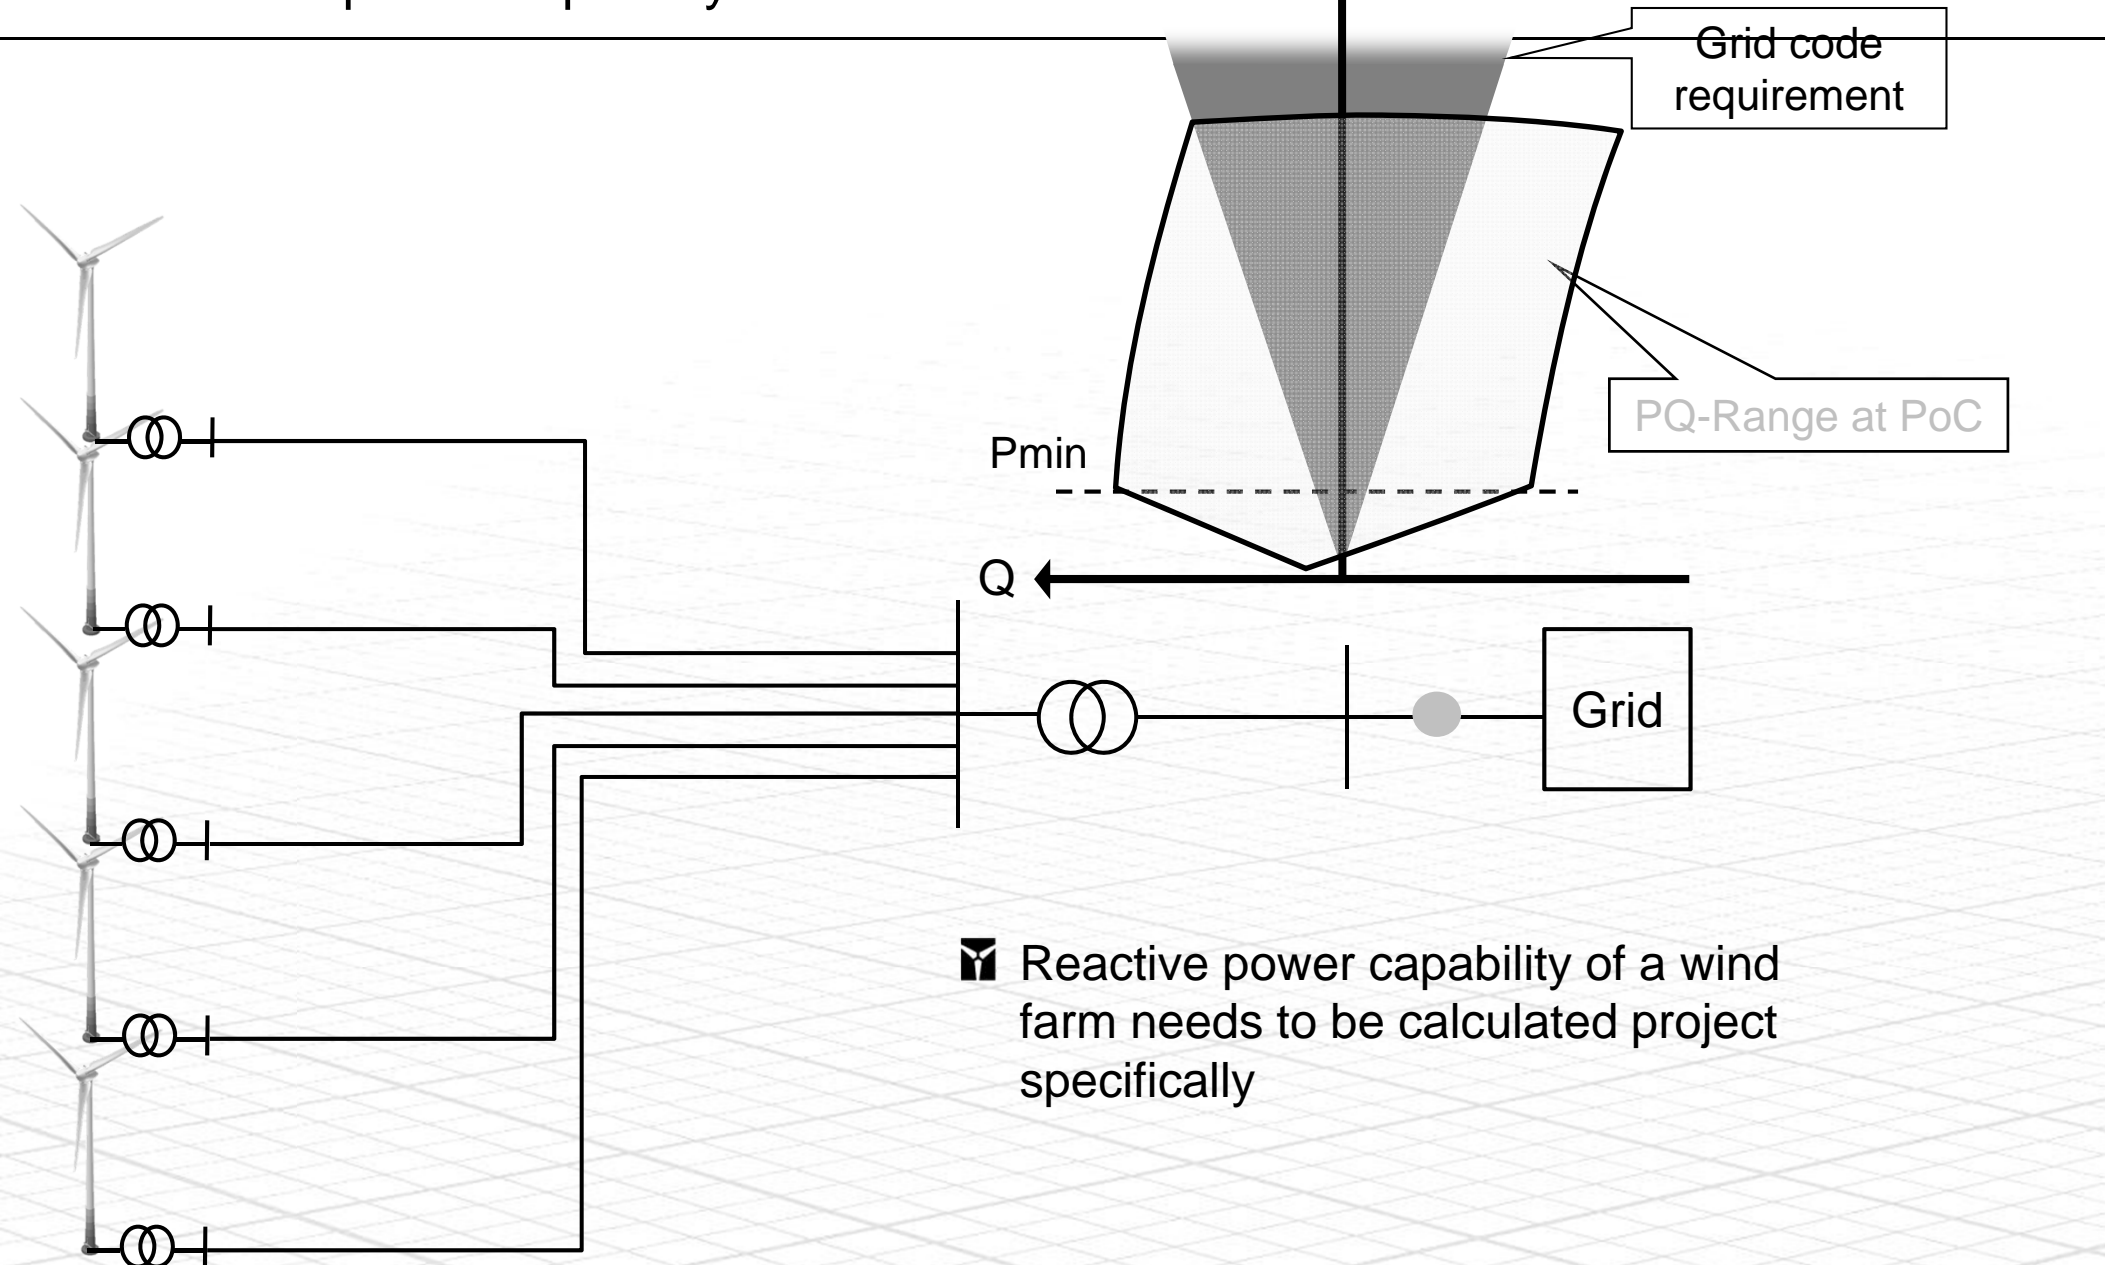 Grid code
requirement
PQ-Range at PoC
Pmin
Q
Grid
Reactive power capability of a wind
farm needs to be calculated project
specifically